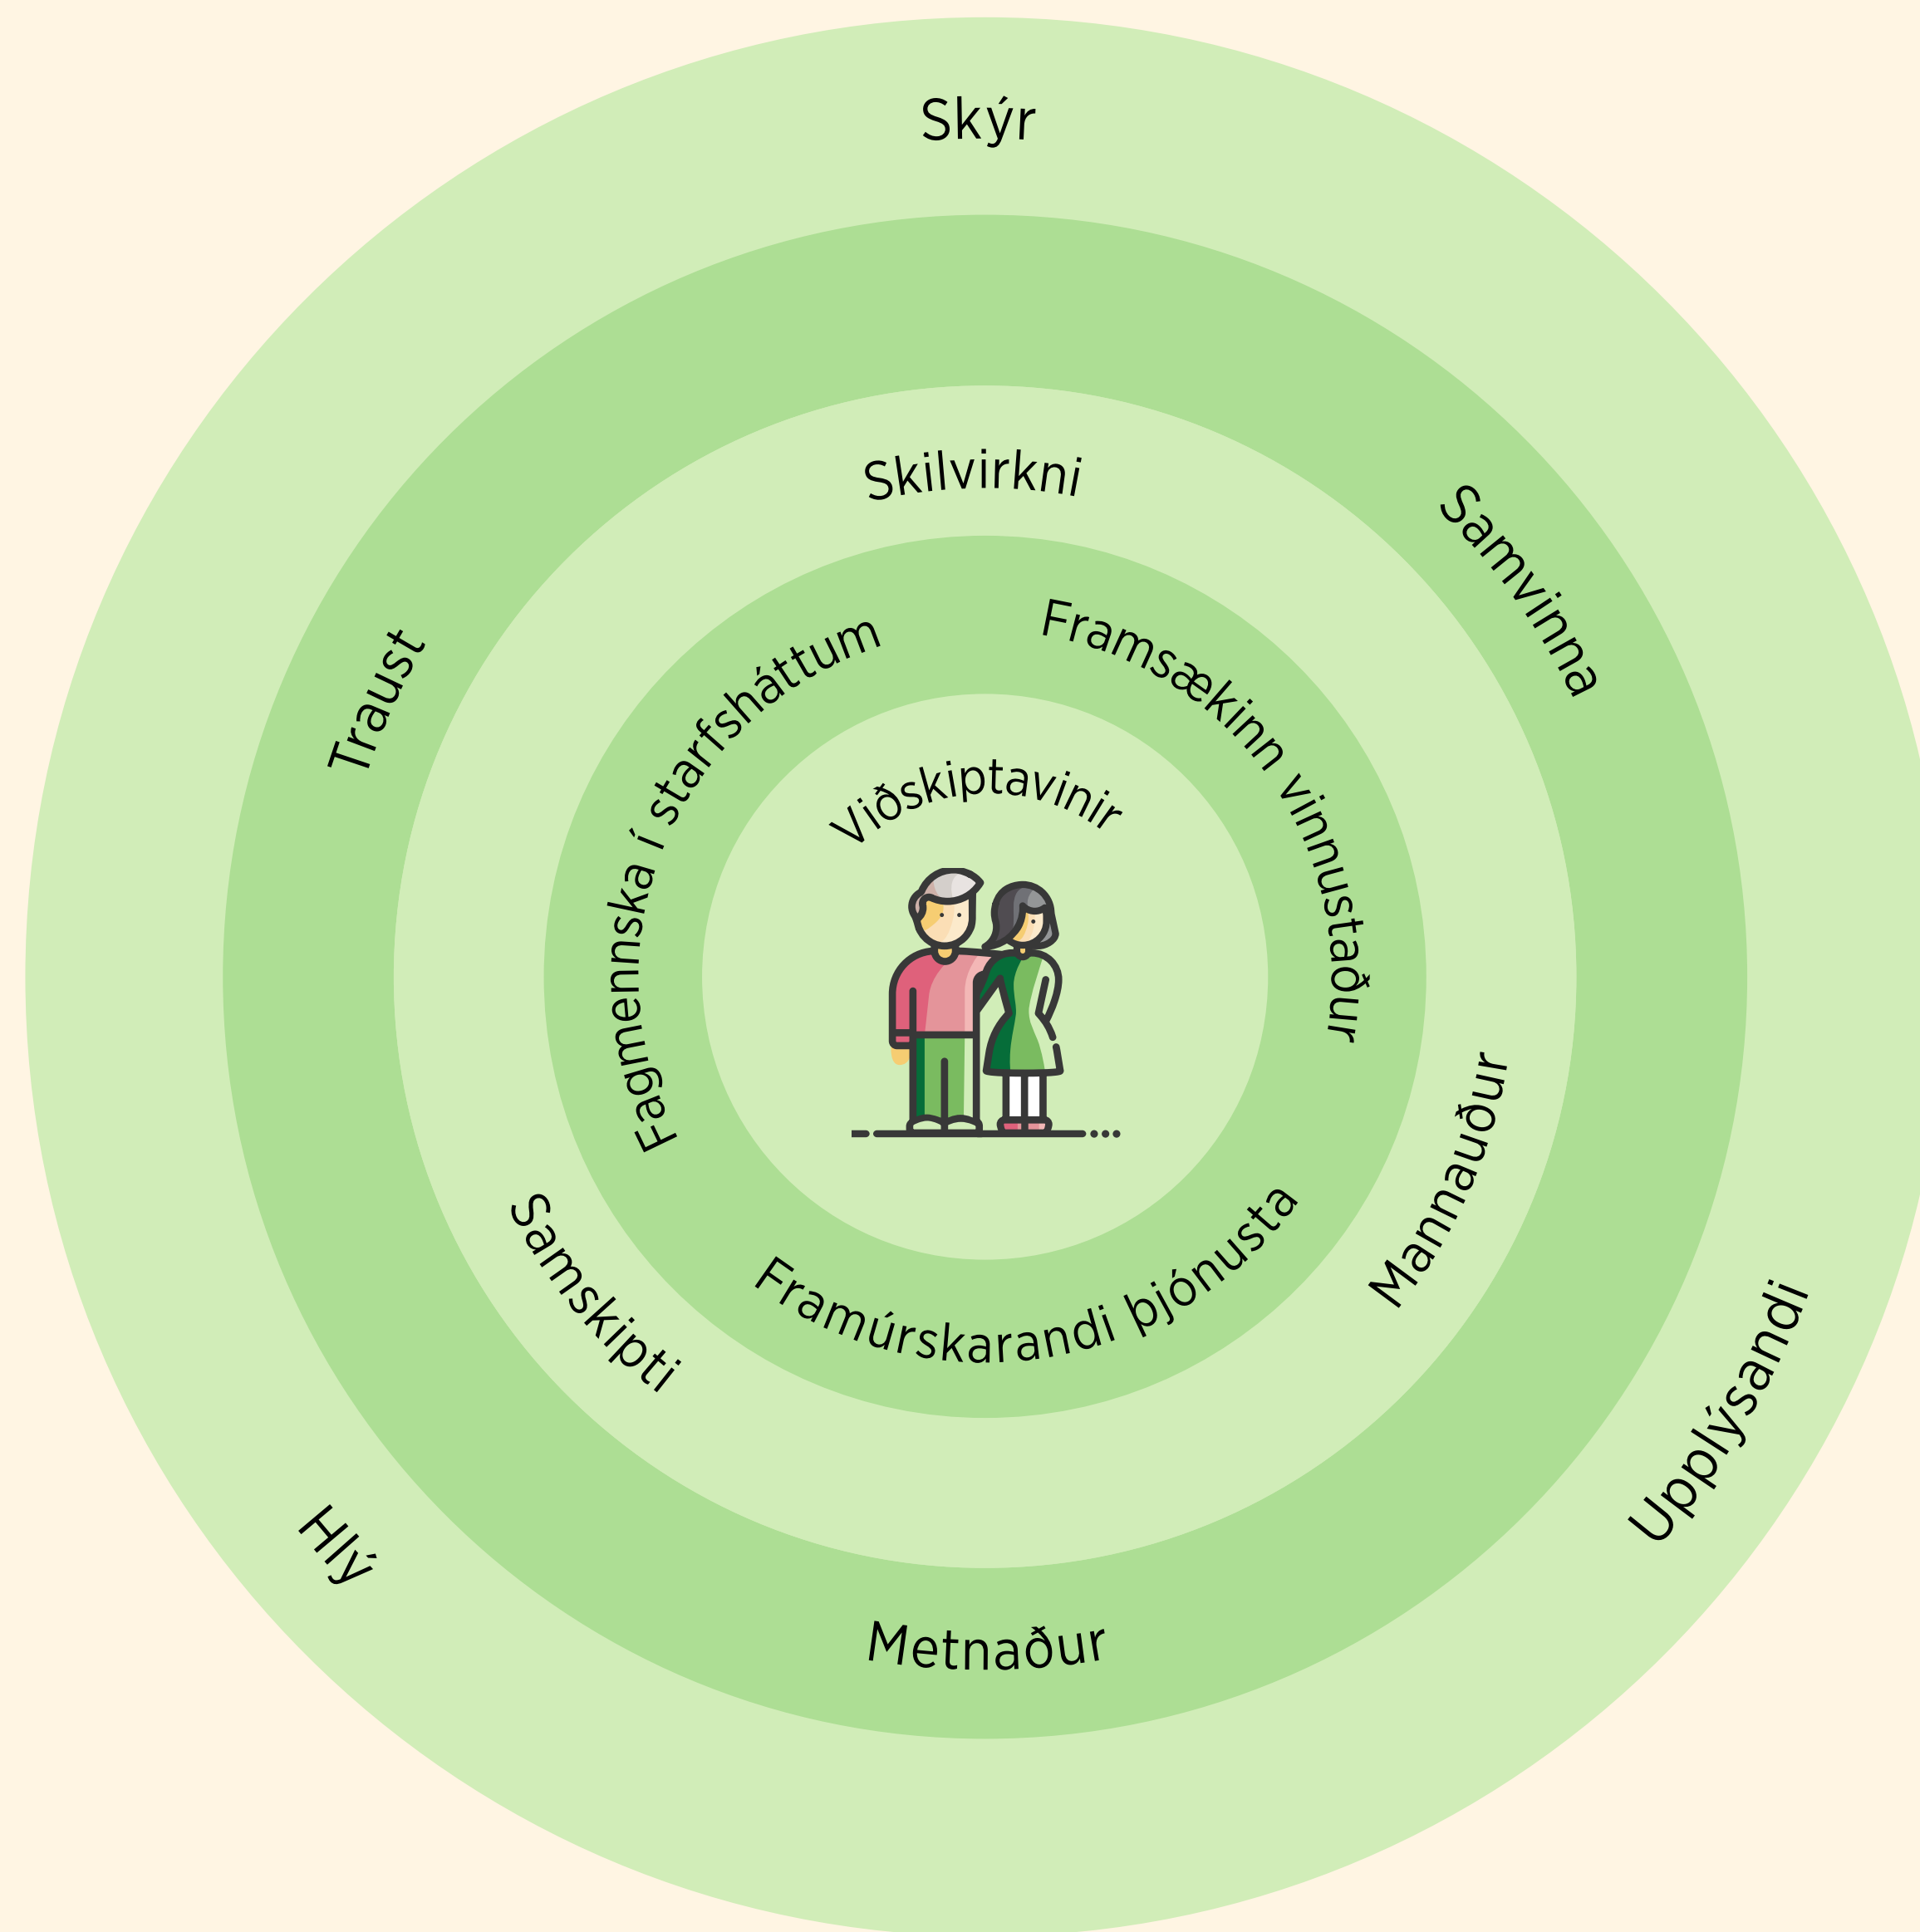 Skýr
Samvinna
Traust
Skilvirkni
Framsækinn vinnustaður
Fagmennska í starfsháttum
Viðskiptavinir
Framúrskarandi þjónusta
Mannauður
Samskipti
Upplýsandi
Hlý
Metnaður